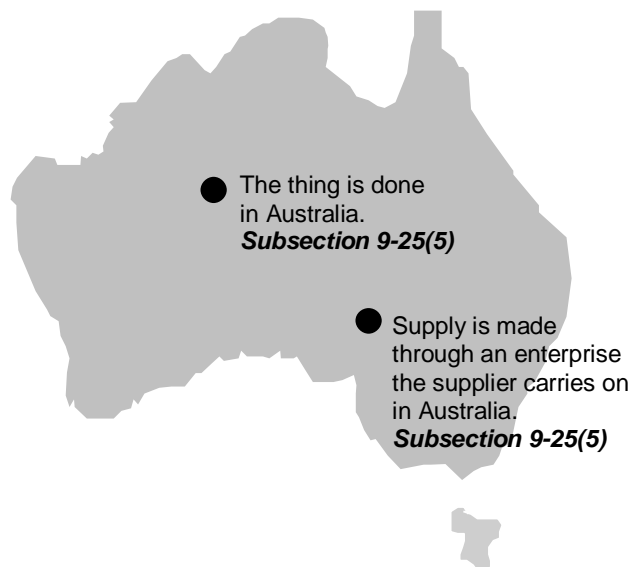 The thing is done
in Australia.
Subsection 9-25(5)
Supply is made
through an enterprise
the supplier carries on
in Australia.
Subsection 9-25(5)